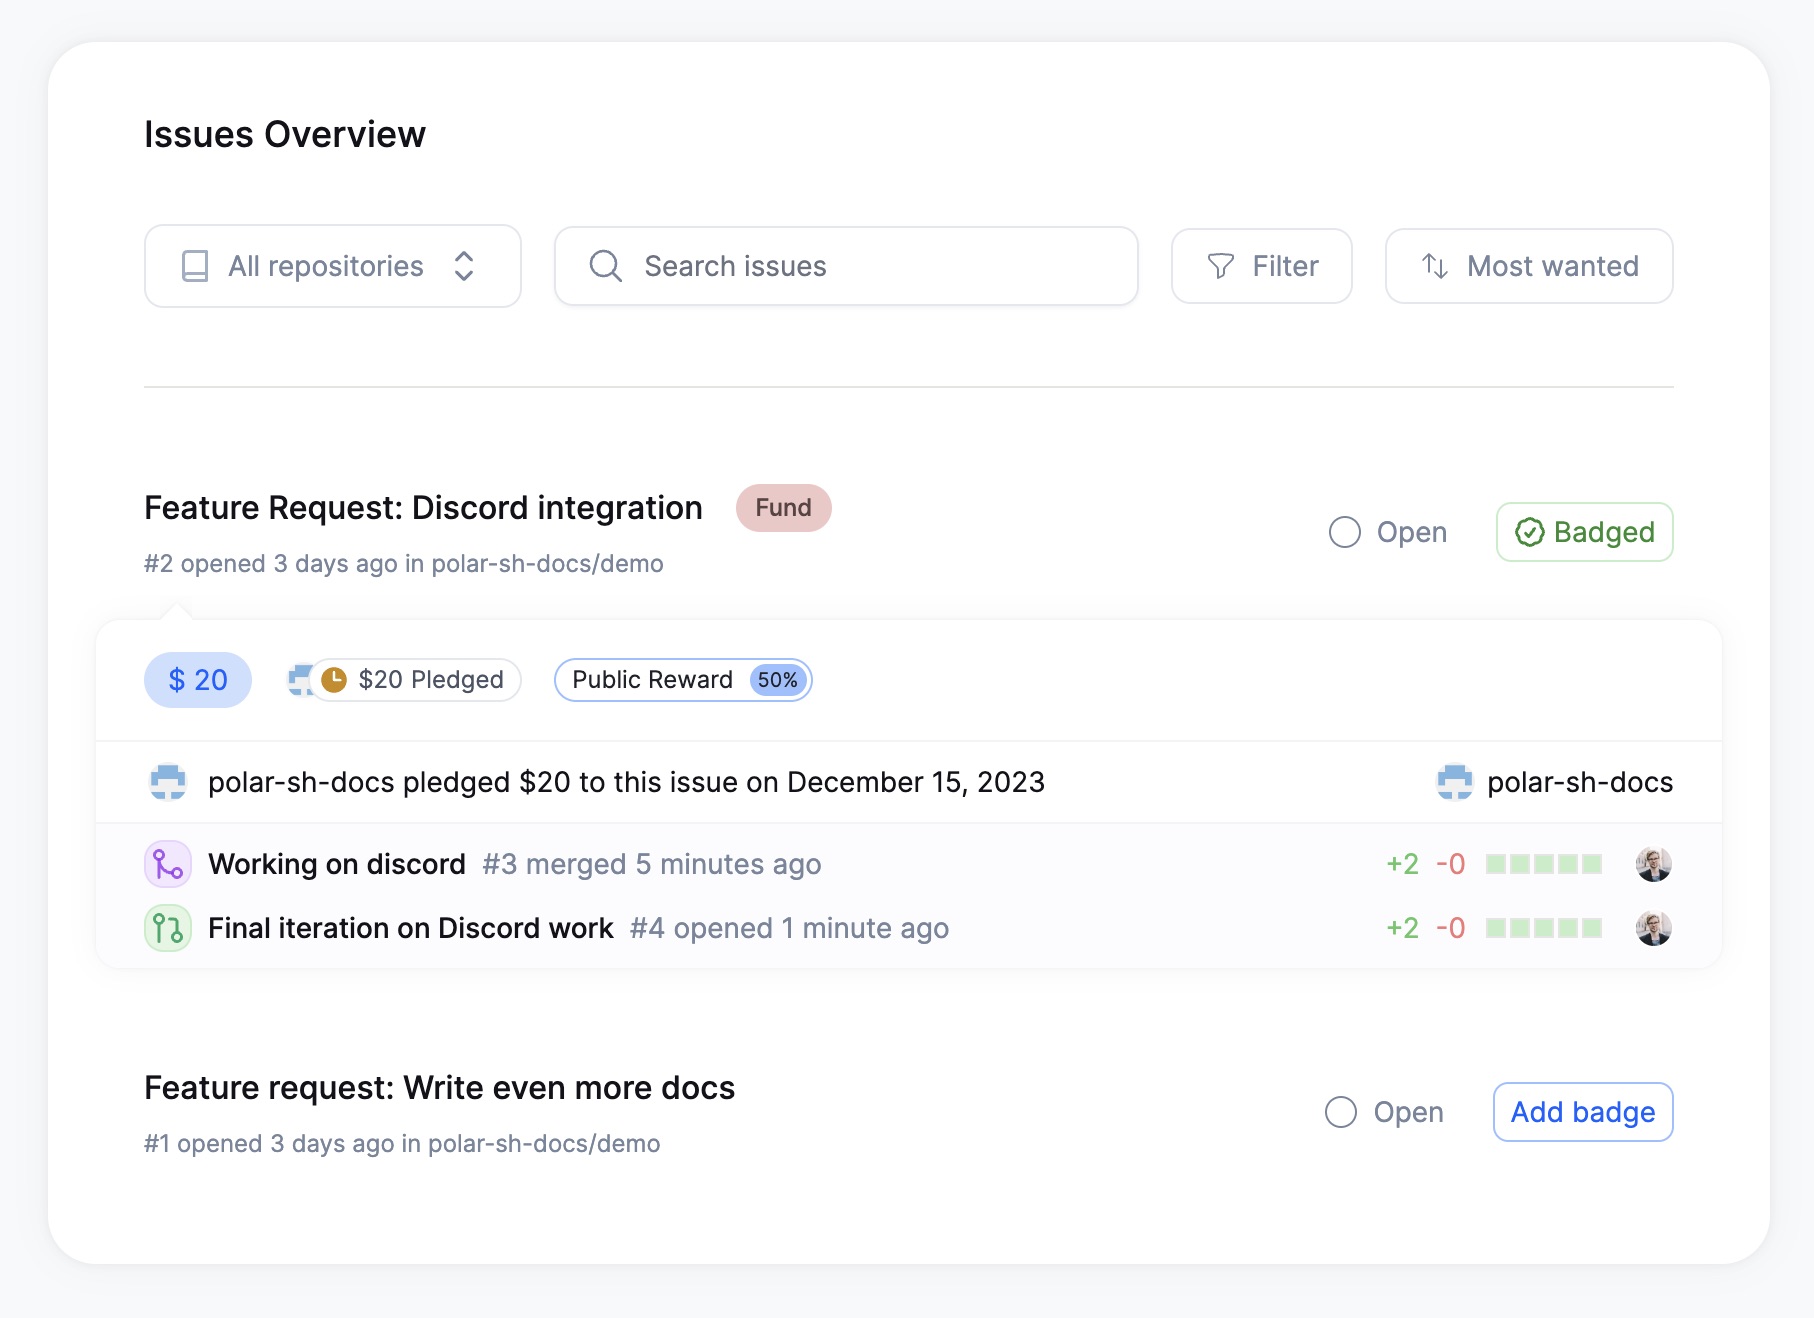 Issues Overview
All repositories
Search issues
Filter
Most wanted
Feature Request: Discord integration
Fund
#2 opened 3 days ago in polar-sh-docs/demo
Open
Badged
$ 20
$20 Pledged
Public Reward 50%
polar-sh-docs pledged $20 to this issue on December 15, 2023
polar-sh-docs
Working on discord #3 merged 5 minutes ago
+2 -0
Final iteration on Discord work #4 opened 1 minute ago
+2 -0
Feature request: Write even more docs
#1 opened 3 days ago in polar-sh-docs/demo
Open
Add badge